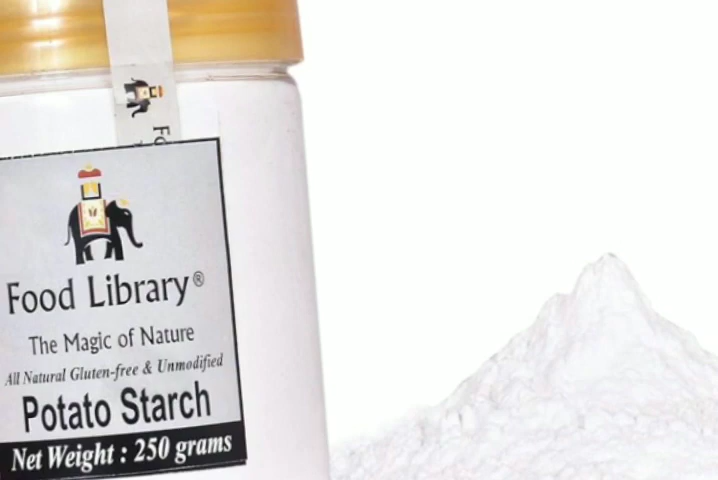 Food Library®
The Magic of Nature
All Natural Gluten-free & Unmodified
Potato Starch
Net Weight : 250 grams